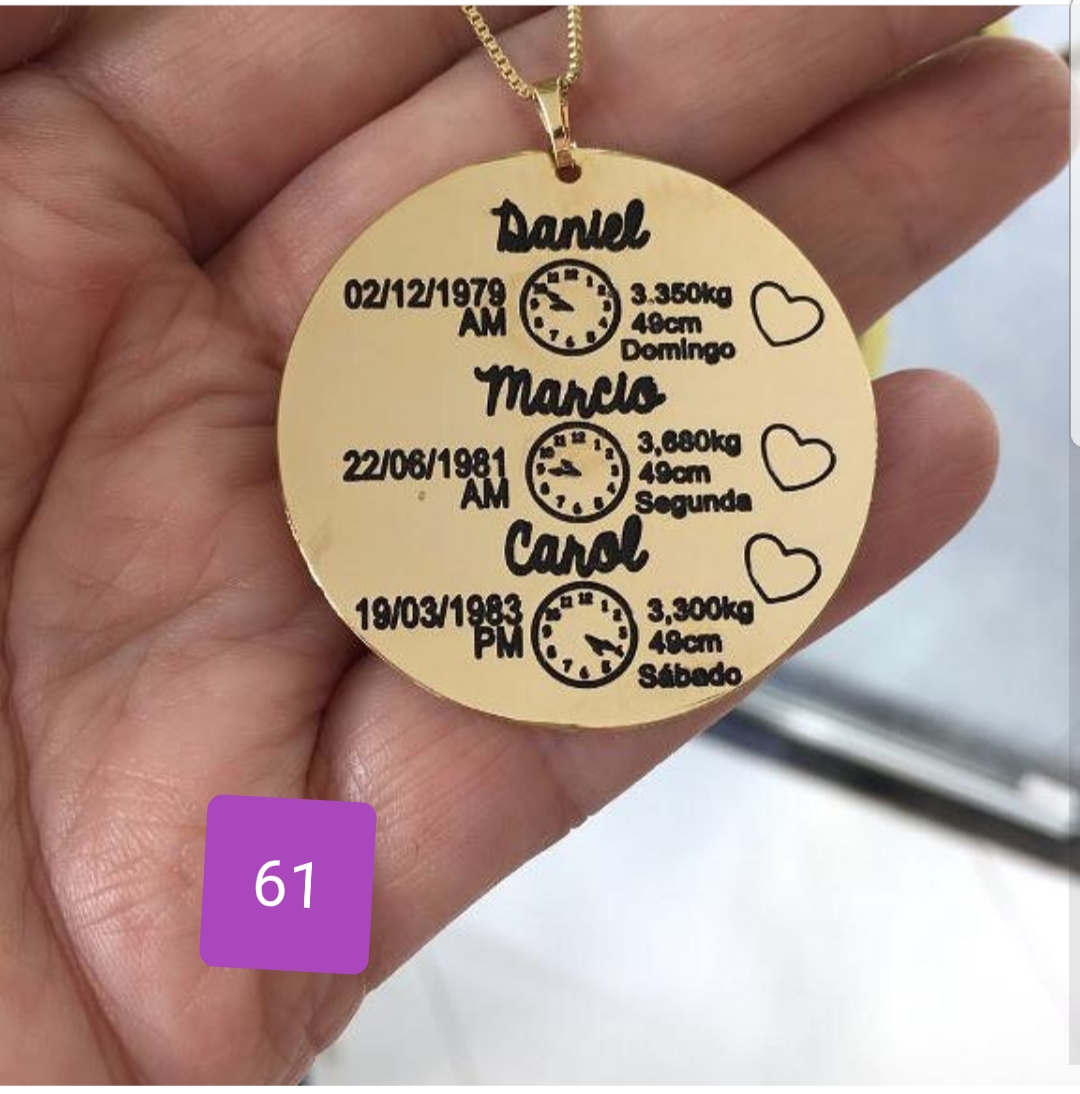 Daniel
02/12/1979 3.350kg
AM 49cm
Domingo
Marcio
22/06/1981 3,680kg
AM 49cm
Segunda
Carol
19/03/1983 3,300kg
PM 49cm
Sábado
61